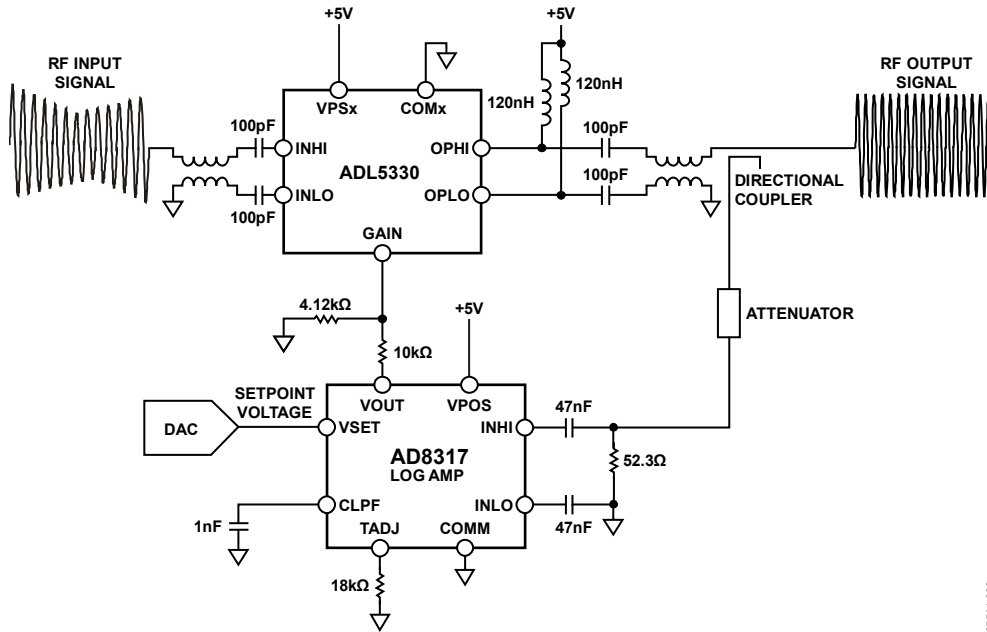 +5V
+5V
RF INPUT
SIGNAL
RF OUTPUT
SIGNAL
VPSx
COMx
120nH
120nH
100pF
100pF
INHI
OPHI
ADL5330
INLO
OPLO
100pF
100pF
DIRECTIONAL
COUPLER
GAIN
4.12kΩ
+5V
ATTENUATOR
10kΩ
SETPOINT
VOLTAGE
VOUT
VPOS
47nF
DAC
VSET
INHI
AD8317
LOG AMP
52.3Ω
CLPF
INLO
1nF
TADJ
COMM
47nF
18kΩ